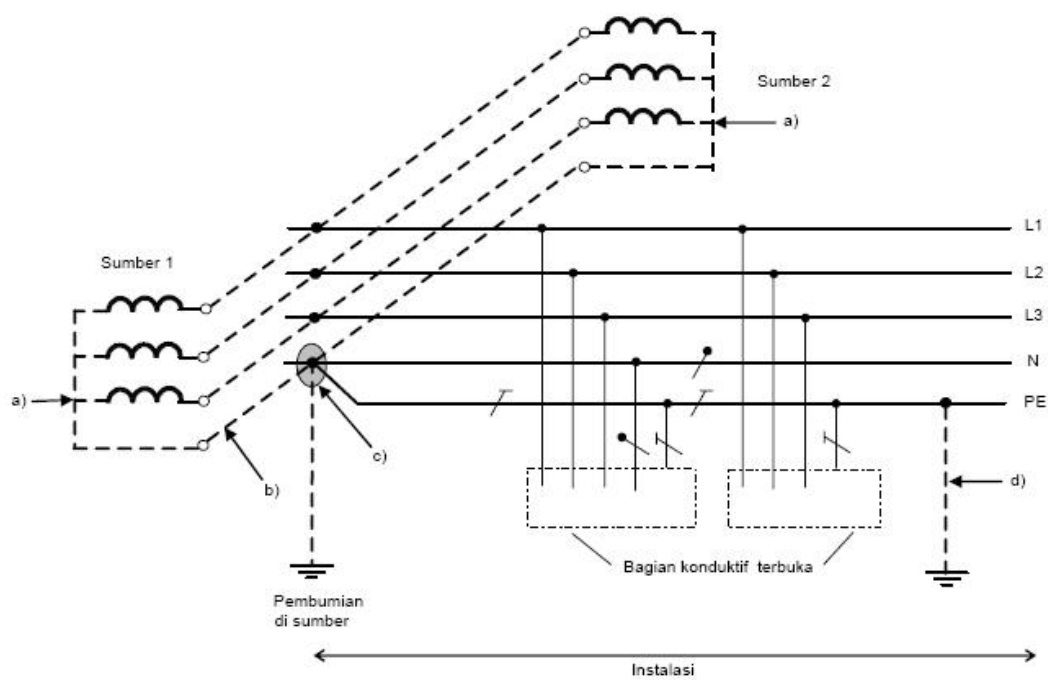 Sumber 2
a)
L1
Sumber 1
L2
L3
N
a)
PE
c)
b)
d)
Bagian konduktif terbuka
Pembumian
di sumber
Instalasi